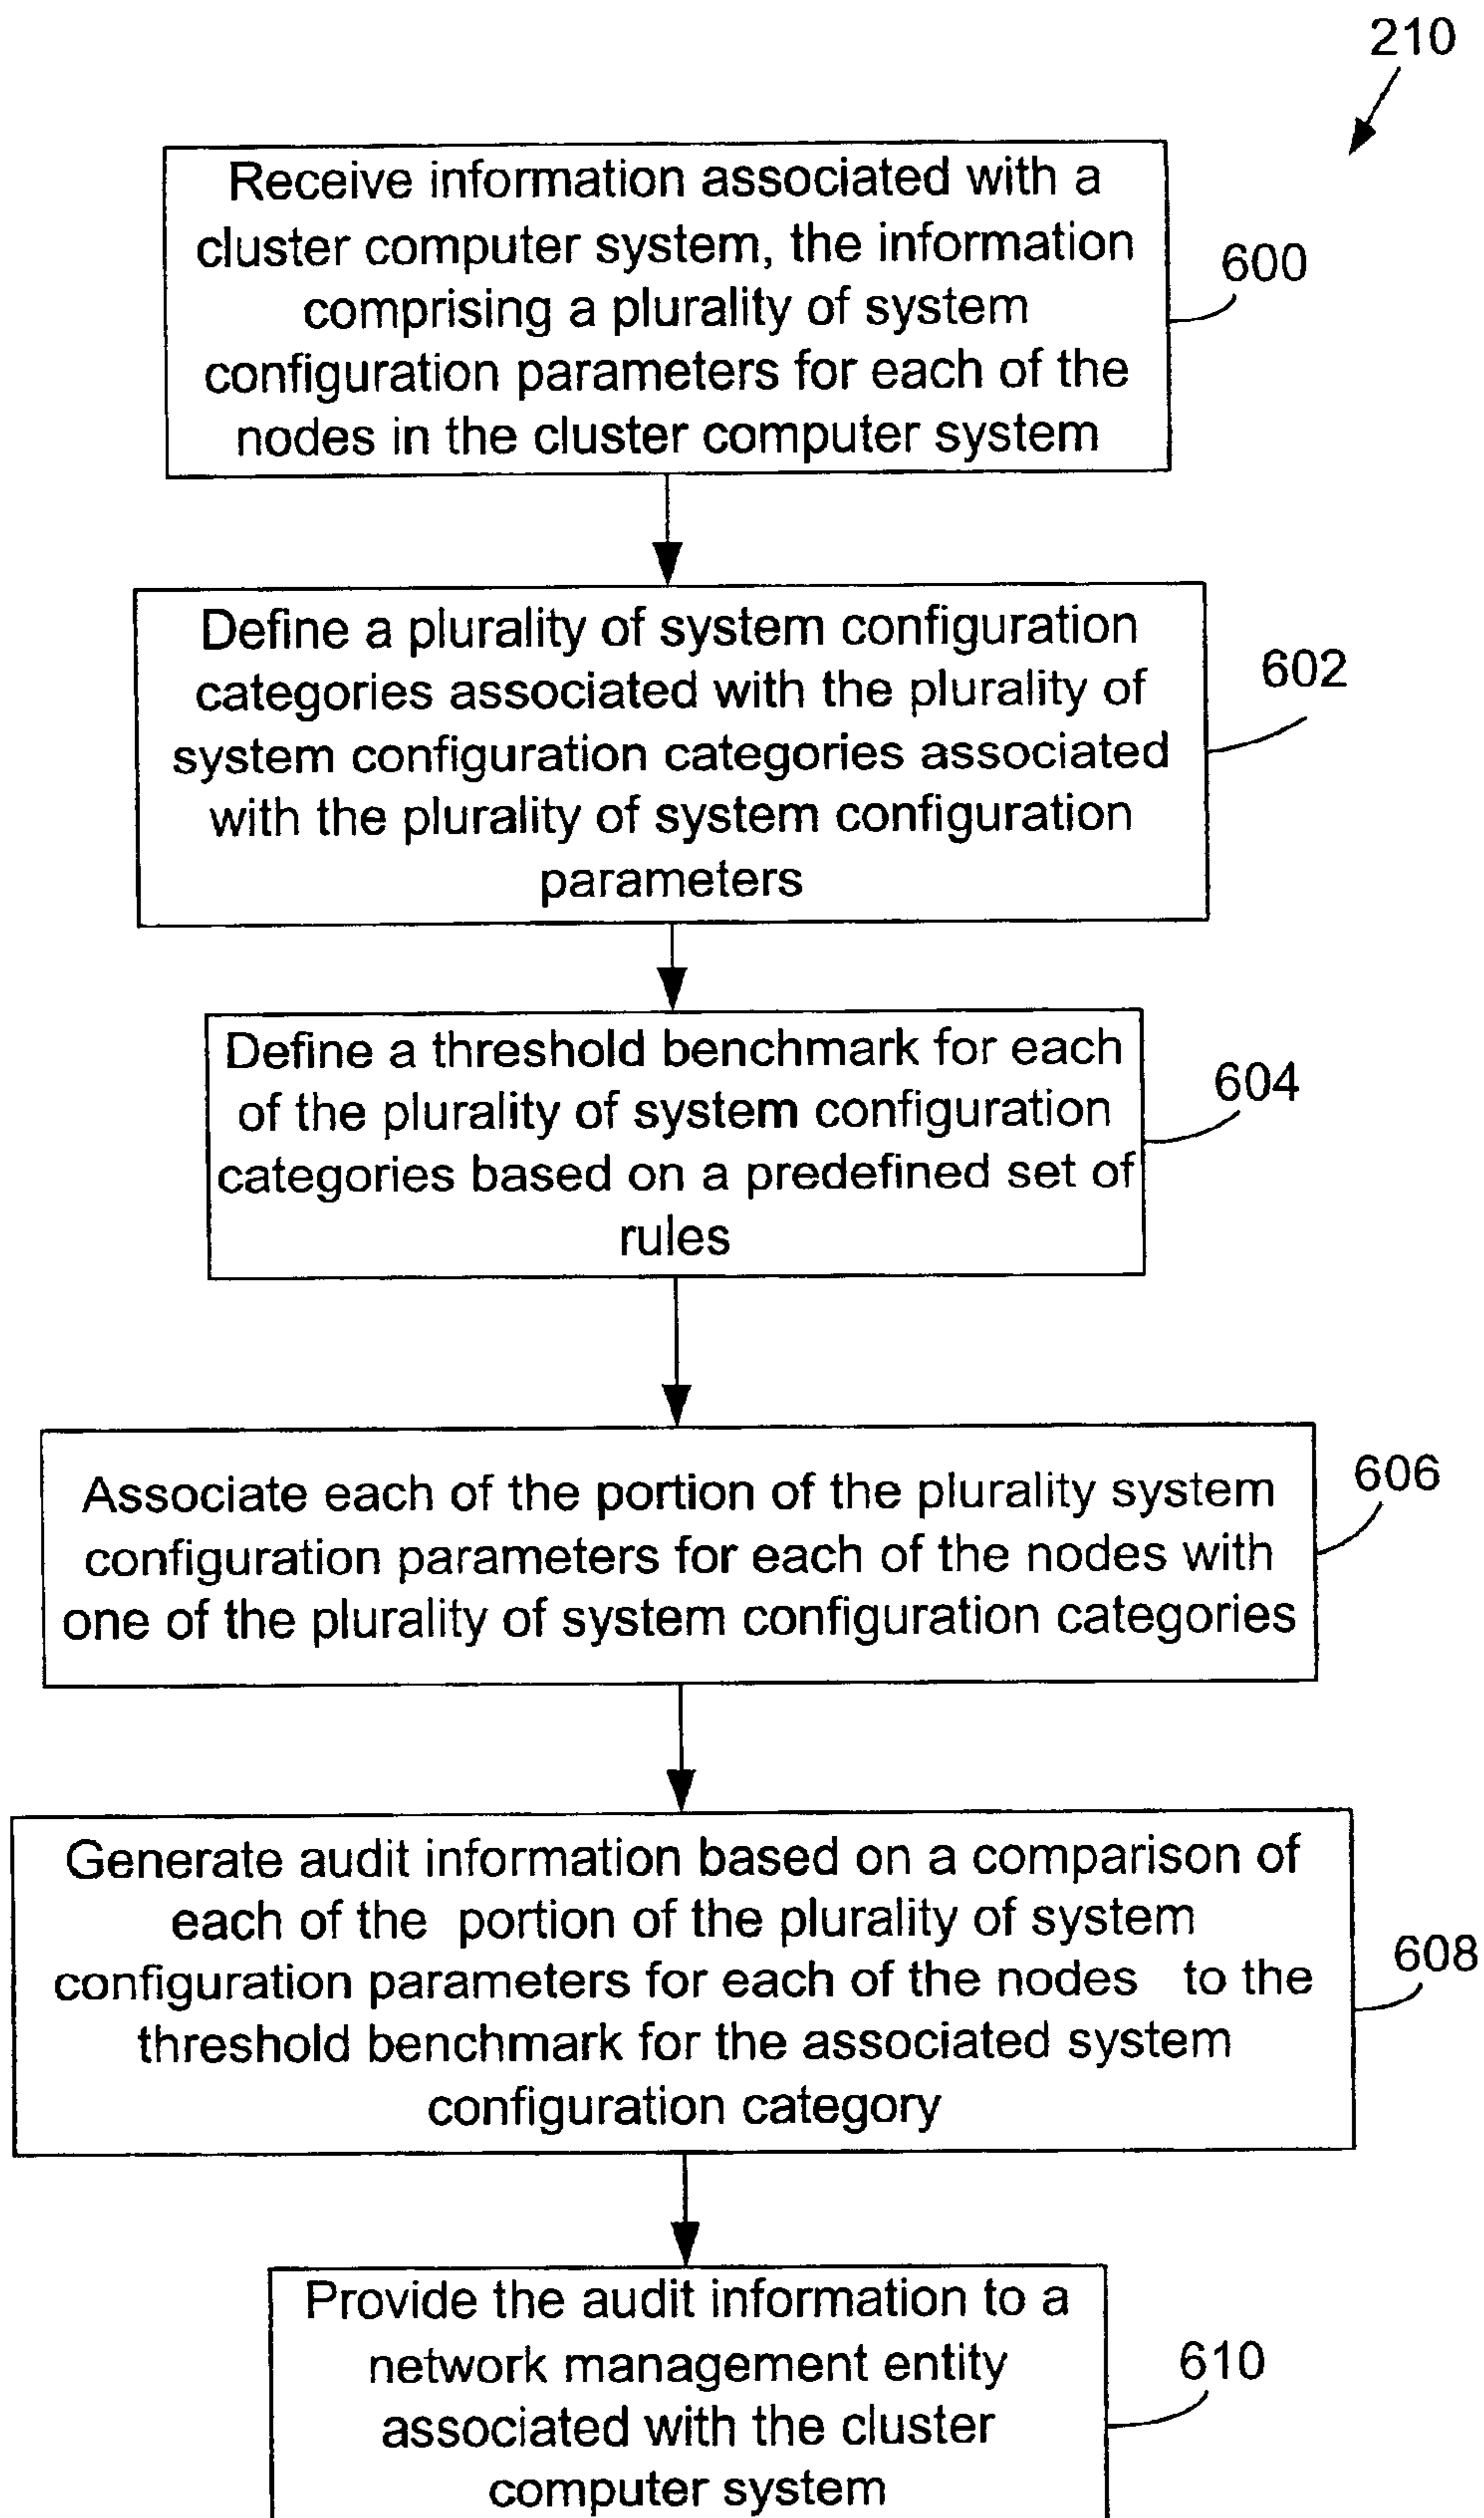 210
Receive information associated with a
cluster computer system, the information
comprising a plurality of system
configuration parameters for each of the
nodes in the cluster computer system
600
Define a plurality of system configuration
categories associated with the plurality of
system configuration categories associated
with the plurality of system configuration
parameters
602
Define a threshold benchmark for each
of the plurality of system configuration
categories based on a predefined set of
rules
604
Associate each of the portion of the plurality system
configuration parameters for each of the nodes with
one of the plurality of system configuration categories
606
Generate audit information based on a comparison of
each of the portion of the plurality of system
configuration parameters for each of the nodes to the
threshold benchmark for the associated system
configuration category
608
Provide the audit information to a
network management entity
associated with the cluster
computer system
610